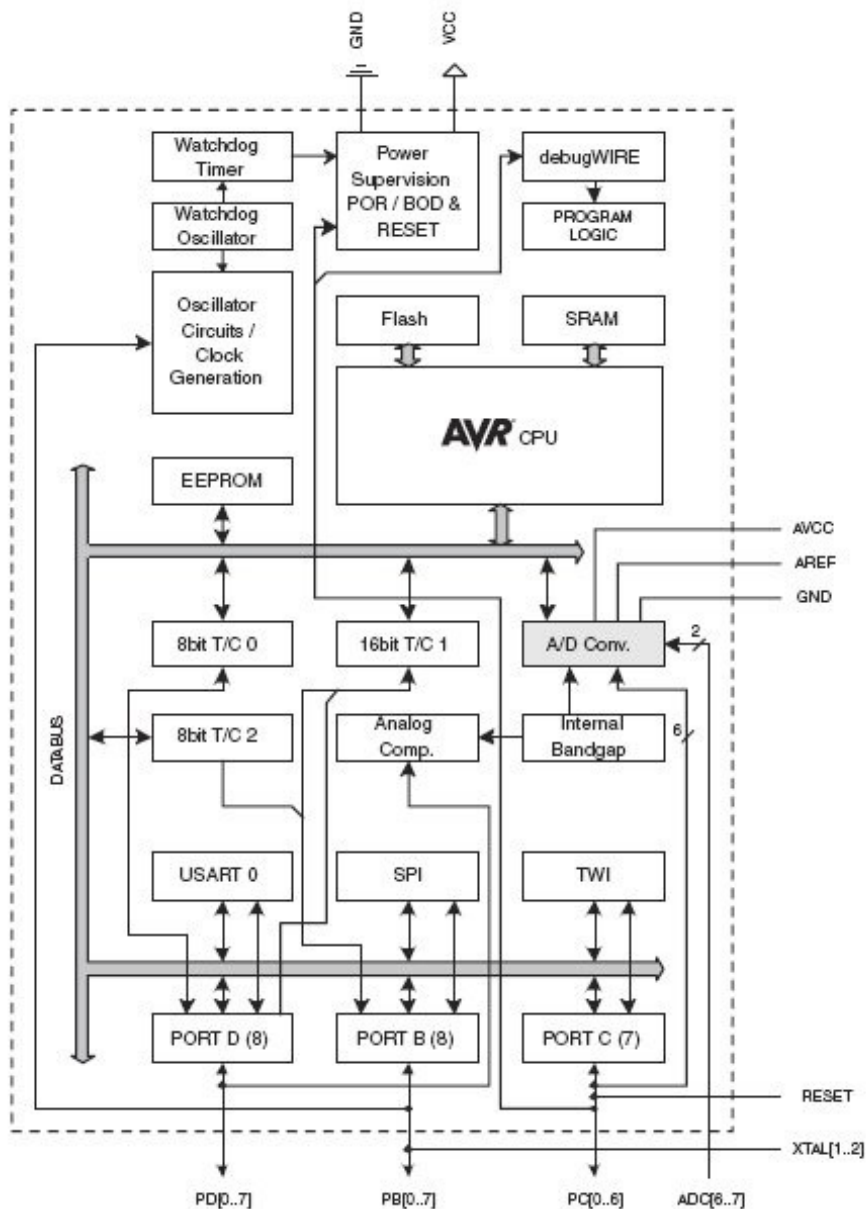 GND
VCC
Watchdog
Timer
Power
Supervision
POR / BOD &
RESET
debugWIRE
Watchdog
Oscillator
PROGRAM
LOGIC
Oscillator
Circuits /
Clock
Generation
Flash
SRAM
AVR CPU
EEPROM
AVCC
AREF
GND
8bit T/C 0
16bit T/C 1
A/D Conv.
2
DATABUS
8bit T/C 2
Analog
Comp.
Internal
Bandgap
6
USART 0
SPI
TWI
PORT D (8)
PORT B (8)
PORT C (7)
RESET
XTAL[1..2]
PD[0..7]
PB[0..7]
PC[0..6]
ADC[6..7]